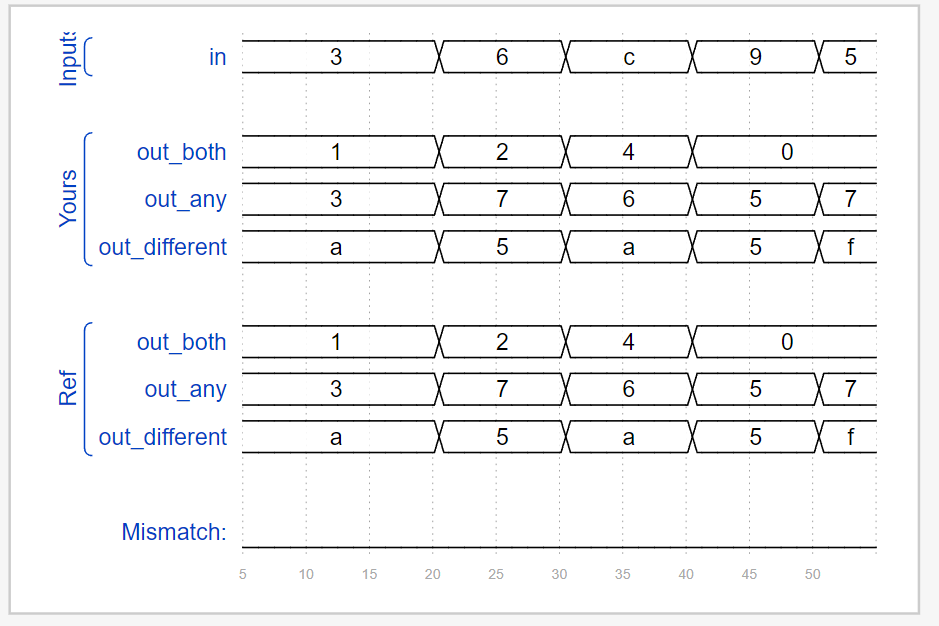 Inputs
in 3 6 c 9 5
Yours
out_both 1 2 4 0
out_any 3 7 6 5 7
out_different a 5 a 5 f
Ref
out_both 1 2 4 0
out_any 3 7 6 5 7
out_different a 5 a 5 f
Mismatch:
5 10 15 20 25 30 35 40 45 50